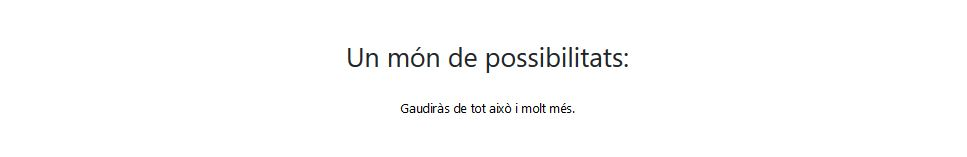 Un món de possibilitats:
Gaudiràs de tot això i molt més.